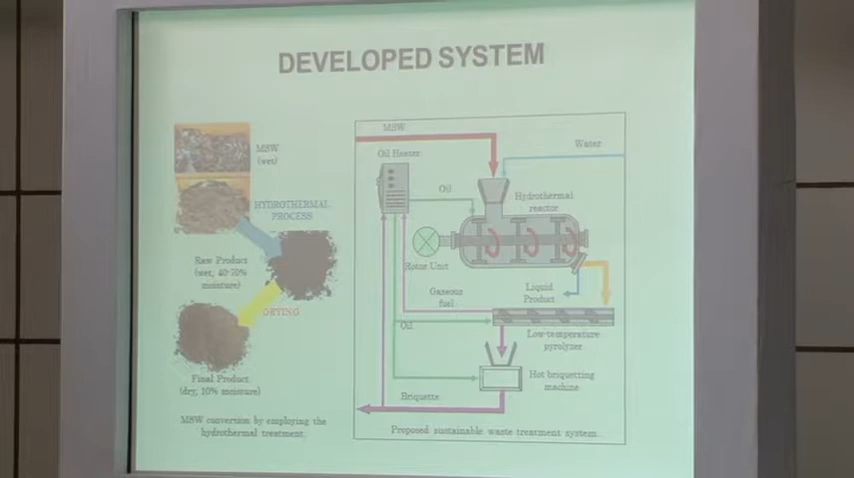 DEVELOPED SYSTEM
MSW
(wet)
HYDROTHERMAL
PROCESS
Raw Product
(wet, 40-70%
moisture)
DRYING
Final Product
(dry, 10% moisture)
MSW conversion by employing the
hydrothermal treatment.
MSW
Water
Oil Heater
Oil
Hydrothermal
reactor
Rotor Unit
Gaseous
fuel
Liquid
Product
Oil
Low-temperature
pyrolyzer
Hot briquetting
machine
Briquette
Proposed sustainable waste treatment system.